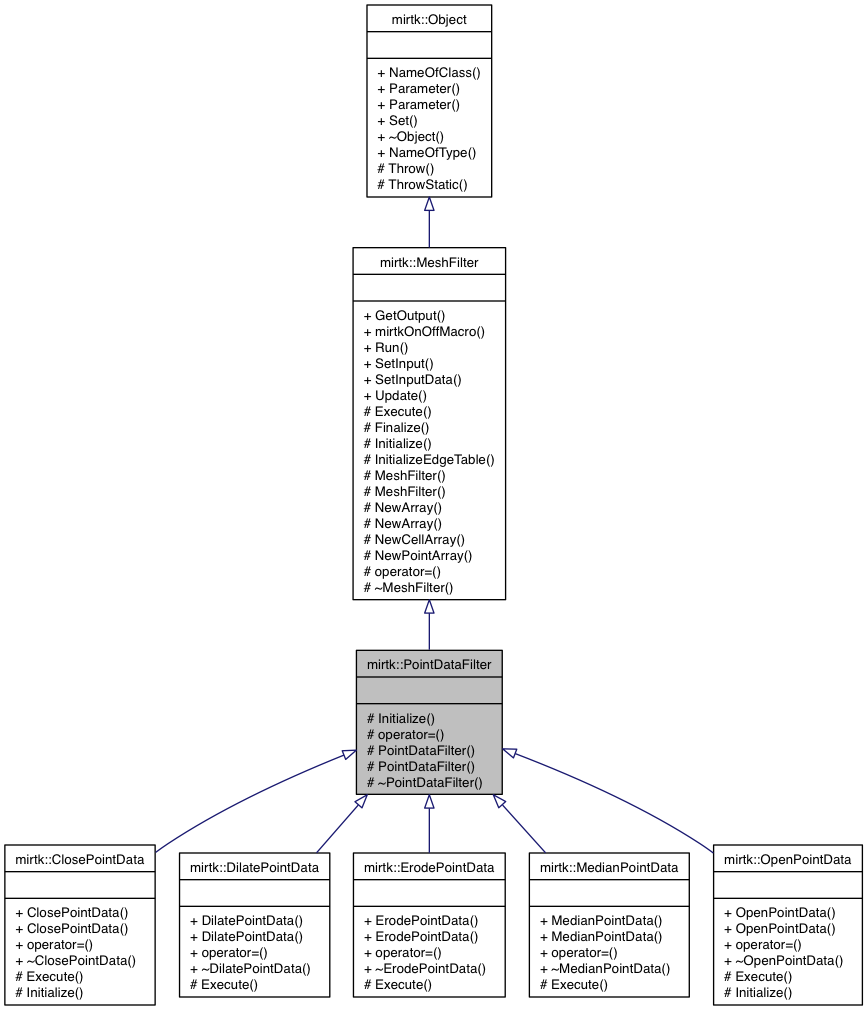 mirtk::Object
+ NameOfClass()
+ Parameter()
+ Parameter()
+ Set()
+ ~Object()
+ NameOfType()
# Throw()
# ThrowStatic()
mirtk::MeshFilter
+ GetOutput()
+ mirtkOnOffMacro()
+ Run()
+ SetInput()
+ SetInputData()
+ Update()
# Execute()
# Finalize()
# Initialize()
# InitializeEdgeTable()
# MeshFilter()
# MeshFilter()
# NewArray()
# NewArray()
# NewCellArray()
# NewPointArray()
# operator=()
# ~MeshFilter()
mirtk::PointDataFilter
# Initialize()
# operator=()
# PointDataFilter()
# PointDataFilter()
# ~PointDataFilter()
mirtk::ClosePointData
+ ClosePointData()
+ ClosePointData()
+ operator=()
+ ~ClosePointData()
# Execute()
# Initialize()
mirtk::DilatePointData
+ DilatePointData()
+ DilatePointData()
+ operator=()
+ ~DilatePointData()
# Execute()
mirtk::ErodePointData
+ ErodePointData()
+ ErodePointData()
+ operator=()
+ ~ErodePointData()
# Execute()
mirtk::MedianPointData
+ MedianPointData()
+ MedianPointData()
+ operator=()
+ ~MedianPointData()
# Execute()
mirtk::OpenPointData
+ OpenPointData()
+ OpenPointData()
+ operator=()
+ ~OpenPointData()
# Execute()
# Initialize()